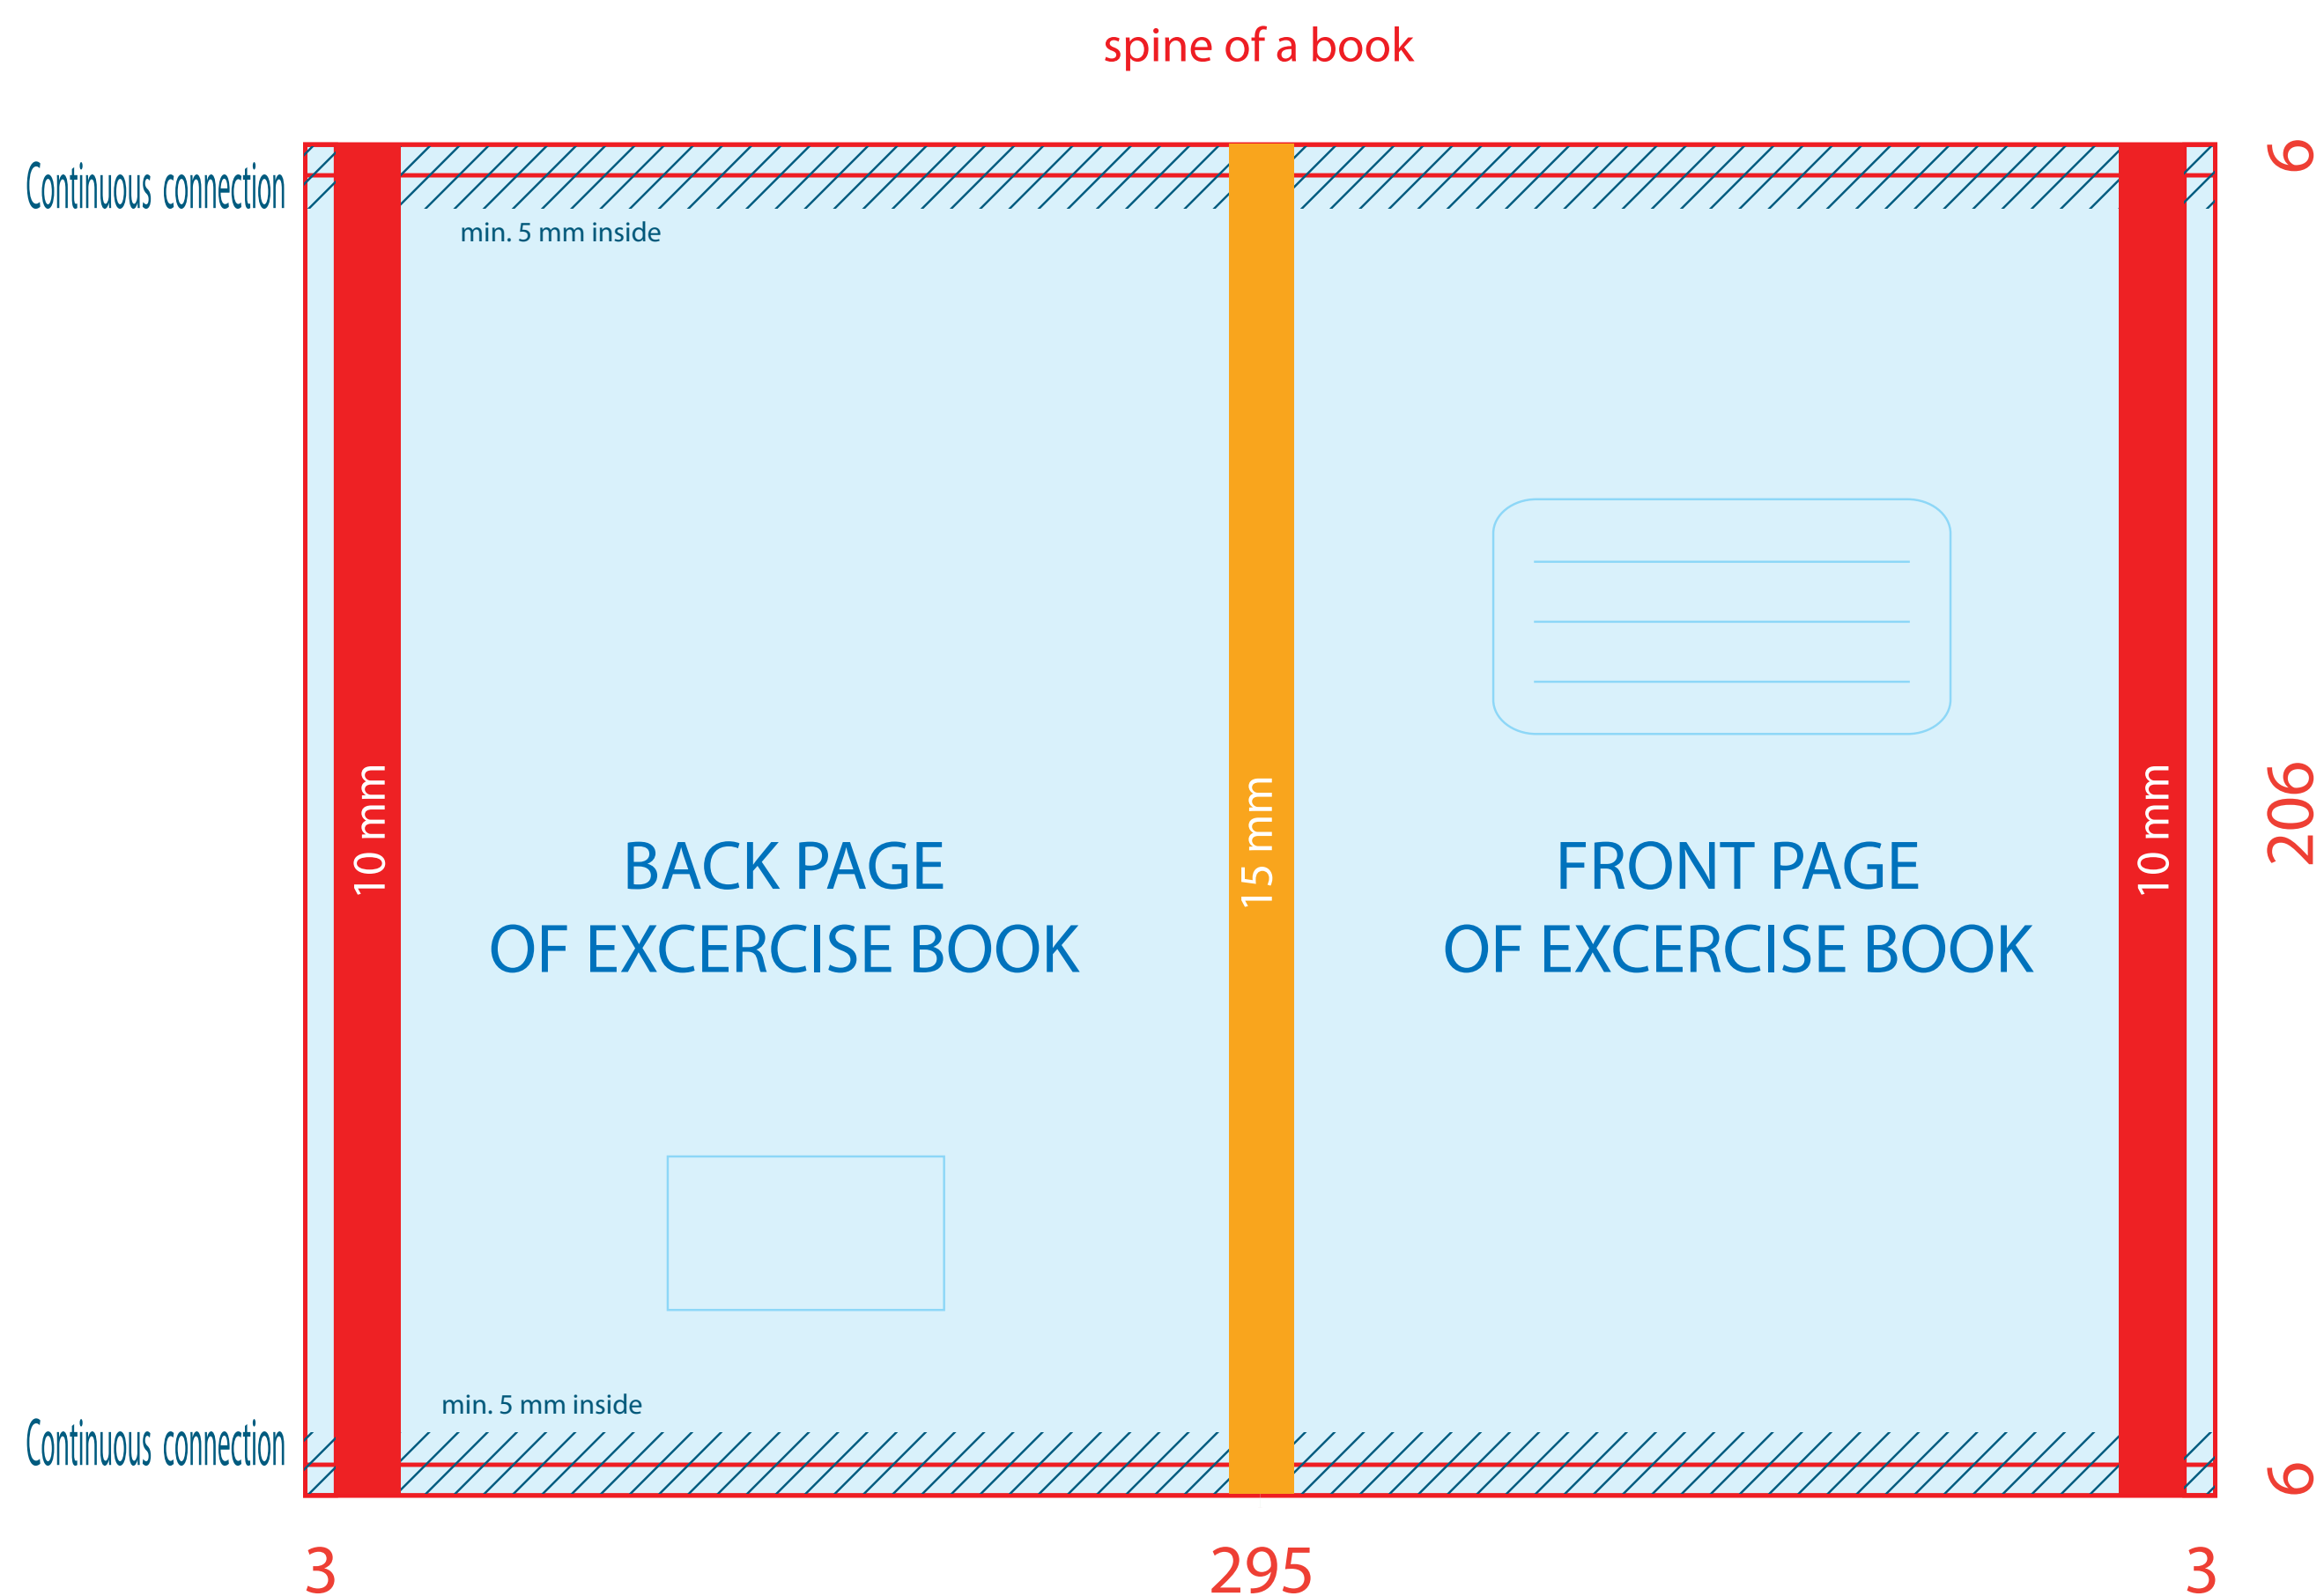 spine of a book
Continuous connection
6
min. 5 mm inside
10 mm
15 mm
10 mm
206
BACK PAGE
OF EXCERCISE BOOK
FRONT PAGE
OF EXCERCISE BOOK
min. 5 mm inside
Continuous connection
6
3
295
3